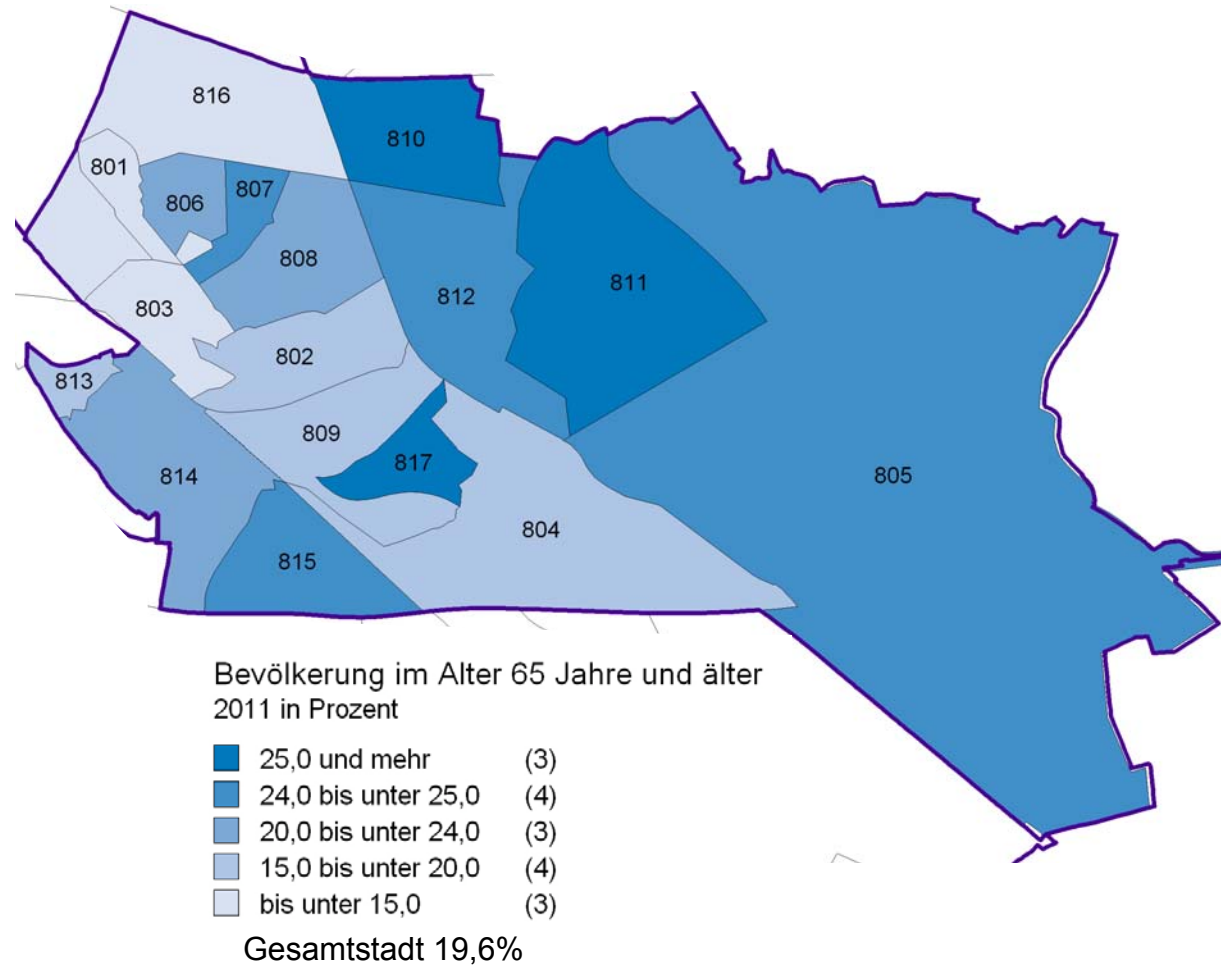 816
810
801
807
806
808
811
812
803
802
813
809
817
814
805
804
815
Bevölkerung im Alter 65 Jahre und älter
2011 in Prozent
25,0 und mehr (3)
24,0 bis unter 25,0 (4)
20,0 bis unter 24,0 (3)
15,0 bis unter 20,0 (4)
bis unter 15,0 (3)
Gesamtstadt 19,6%